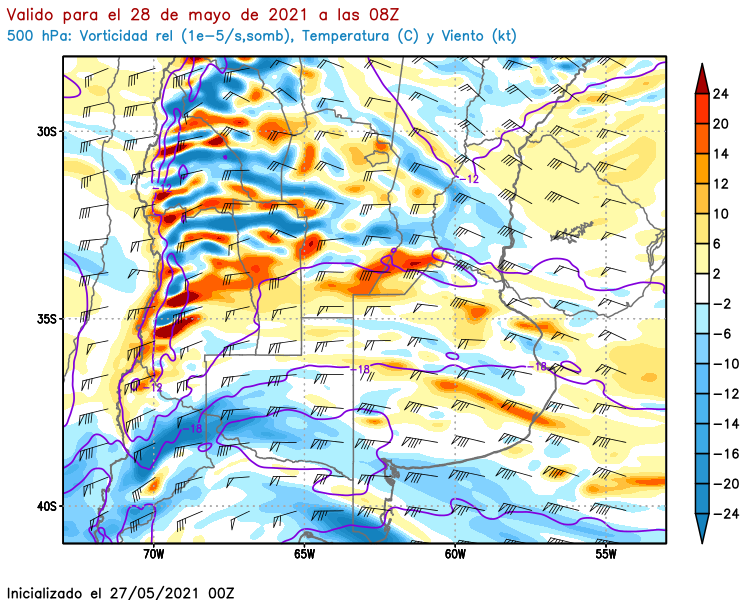 Valido para el 28 de mayo de 2021 a las 08Z
500 hPa: Vorticidad rel (1e-5/s,somb), Temperatura (C) y Viento (kt)
24
20
14
12
10
6
2
-2
-6
-10
-12
-14
-16
-20
-24
30S
35S
40S
-12
-12
-12
-18
-18
-18
70W
65W
60W
55W
Inicializado el 27/05/2021 00Z